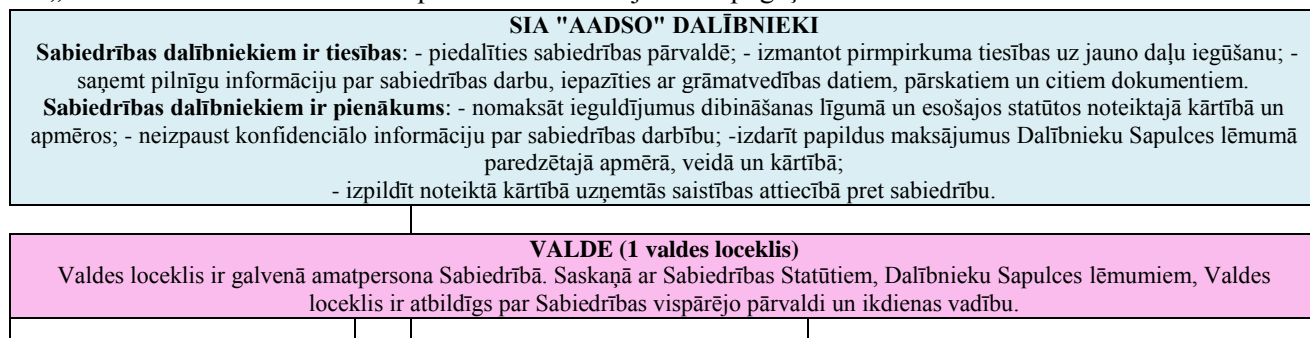 SIA "AADSO" DALĪBNIEKI
Sabiedrības dalībniekiem ir tiesības: - piedalīties sabiedrības pārvaldē; - izmantot pirmpirkuma tiesības uz jauno daļu iegūšanu; -
saņemt pilnīgu informāciju par sabiedrības darbu, iepazīties ar grāmatvedības datiem, pārskatiem un citiem dokumentiem.
Sabiedrības dalībniekiem ir pienākums: - nomaksāt ieguldījumus dibināšanas līgumā un esošajos statūtos noteiktajā kārtībā un
apmēros; - neizpaust konfidenciālo informāciju par sabiedrības darbību; -izdarīt papildus maksājumus Dalībnieku Sapulces lēmumā
paredzētajā apmērā, veidā un kārtībā;
- izpildīt noteiktā kārtībā uzņemtās saistības attiecībā pret sabiedrību.
VALDE (1 valdes loceklis)
Valdes loceklis ir galvenā amatpersona Sabiedrībā. Saskaņā ar Sabiedrības Statūtiem, Dalībnieku Sapulces lēmumiem, Valdes
loceklis ir atbildīgs par Sabiedrības vispārējo pārvaldi un ikdienas vadību.